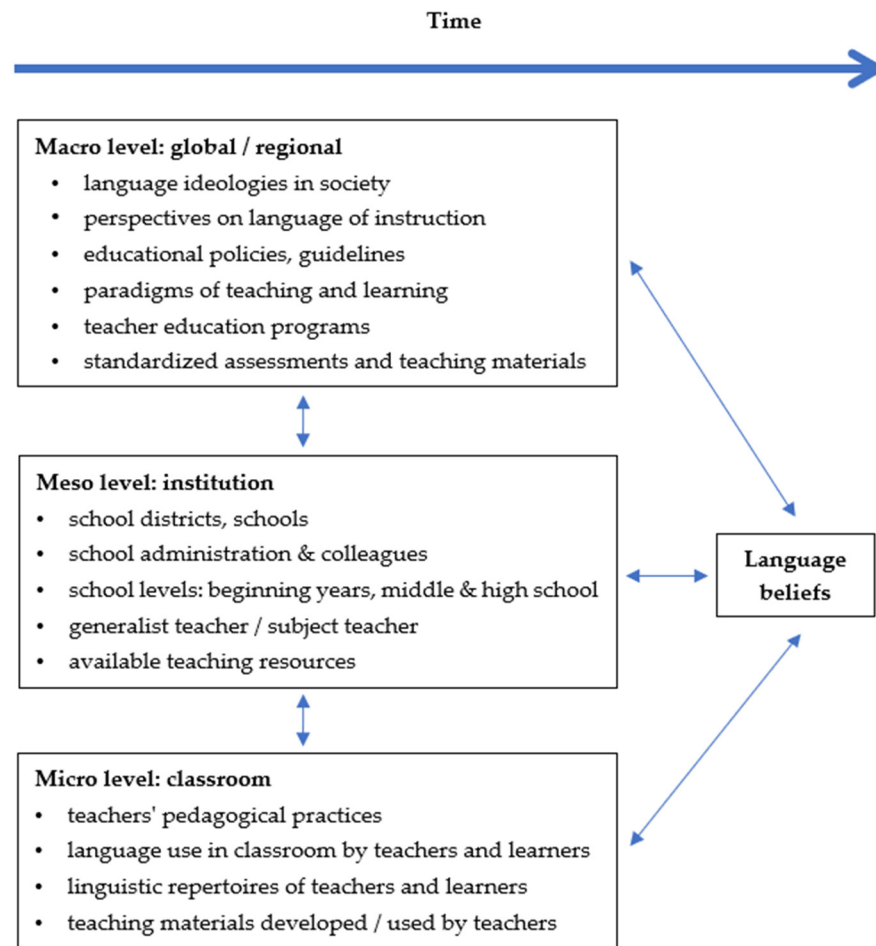 Time
Macro level: global / regional
• language ideologies in society
• perspectives on language of instruction
• educational policies, guidelines
• paradigms of teaching and learning
• teacher education programs
• standardized assessments and teaching materials
Meso level: institution
• school districts, schools
• school administration & colleagues
• school levels: beginning years, middle & high school
• generalist teacher / subject teacher
• available teaching resources
Language
beliefs
Micro level: classroom
• teachers' pedagogical practices
• language use in classroom by teachers and learners
• linguistic repertoires of teachers and learners
• teaching materials developed / used by teachers